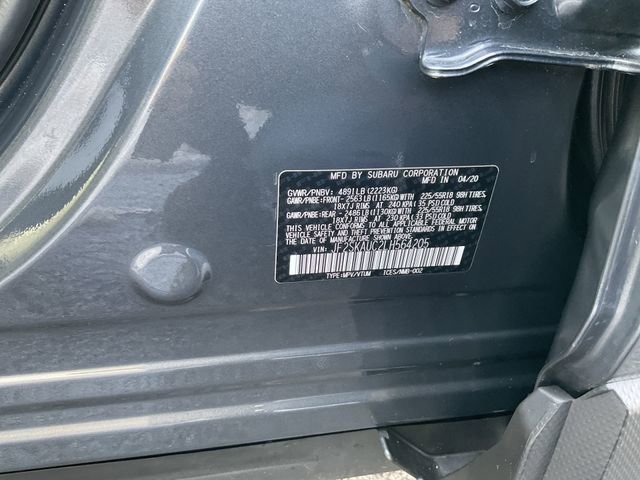 MFD BY SUBARU CORPORATION
MFD IN 04/20
GVWR/PNBV: 4891LB (2223KG)
GAWR/PNBE:FRONT- 2563LB (1165KG) WITH 225/55R18 98H TIRES,
18X7J RIMS AT 240 KPA (35 PSI) COLD
GAWR/PNBE:REAR - 2486LB (1130KG) WITH 225/55R18 98H TIRES,
18X7J RIMS AT 230 KPA (33 PSI) COLD
THIS VEHICLE CONFORMS TO ALL APPLICABLE FEDERAL MOTOR
VEHICLE SAFETY AND THEFT PREVENTION STANDARDS IN EFFECT
ON THE DATE OF MANUFACTURE SHOWN ABOVE.
VIN: JF2SKAUC2LH564205
TYPE:MPV/VTUM ICES/NMB-002